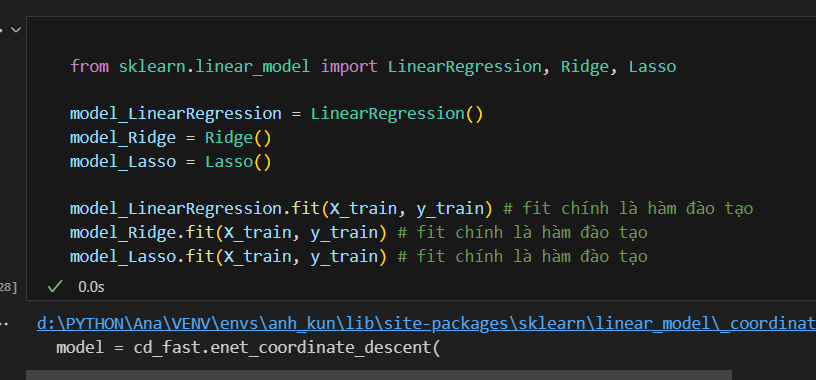 from sklearn.linear_model import LinearRegression, Ridge, Lasso
model_LinearRegression = LinearRegression()
model_Ridge = Ridge()
model_Lasso = Lasso()
model_LinearRegression.fit(X_train, y_train) # fit chính là hàm đào tạo
model_Ridge.fit(X_train, y_train) # fit chính là hàm đào tạo
model_Lasso.fit(X_train, y_train) # fit chính là hàm đào tạo
28] 0.0s
d:\PYTHON\Ana\VENV\envs\anh_kun\lib\site-packages\sklearn\linear_model\_coordinat
model = cd_fast.enet_coordinate_descent(